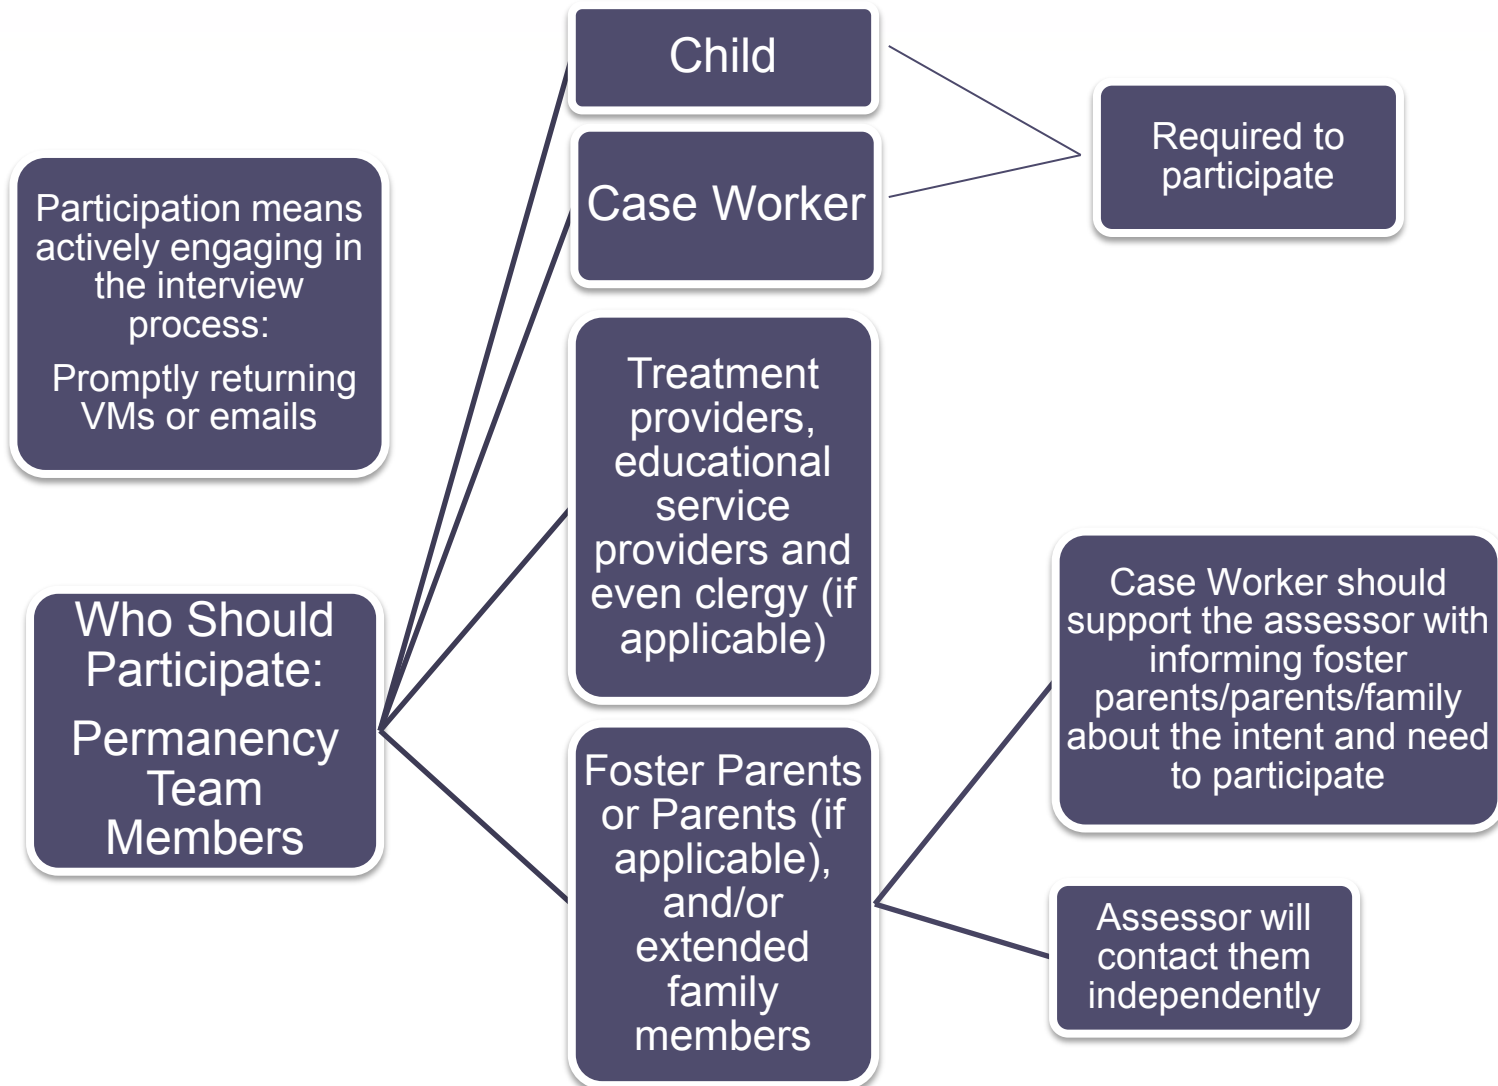 Participation means
actively engaging in
the interview
process:
Promptly returning
VMs or emails
Who Should
Participate:
Permanency
Team
Members
Child
Case Worker
Treatment
providers,
educational
service
providers and
even clergy (if
applicable)
Foster Parents
or Parents (if
applicable),
and/or
extended
family
members
Required to
participate
Case Worker should
support the assessor with
informing foster
parents/parents/family
about the intent and need
to participate
Assessor will
contact them
independently